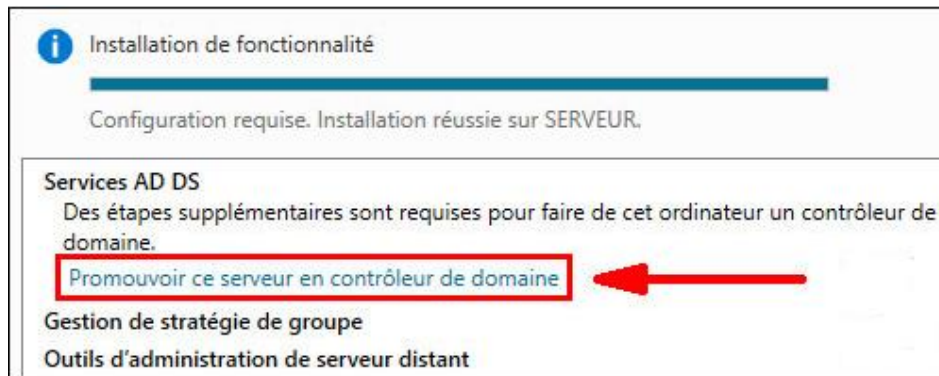 Installation de fonctionnalité
Configuration requise. Installation réussie sur SERVEUR.
Services AD DS
Des étapes supplémentaires sont requises pour faire de cet ordinateur un contrôleur de
domaine.
Promouvoir ce serveur en contrôleur de domaine
Gestion de stratégie de groupe
Outils d’administration de serveur distant